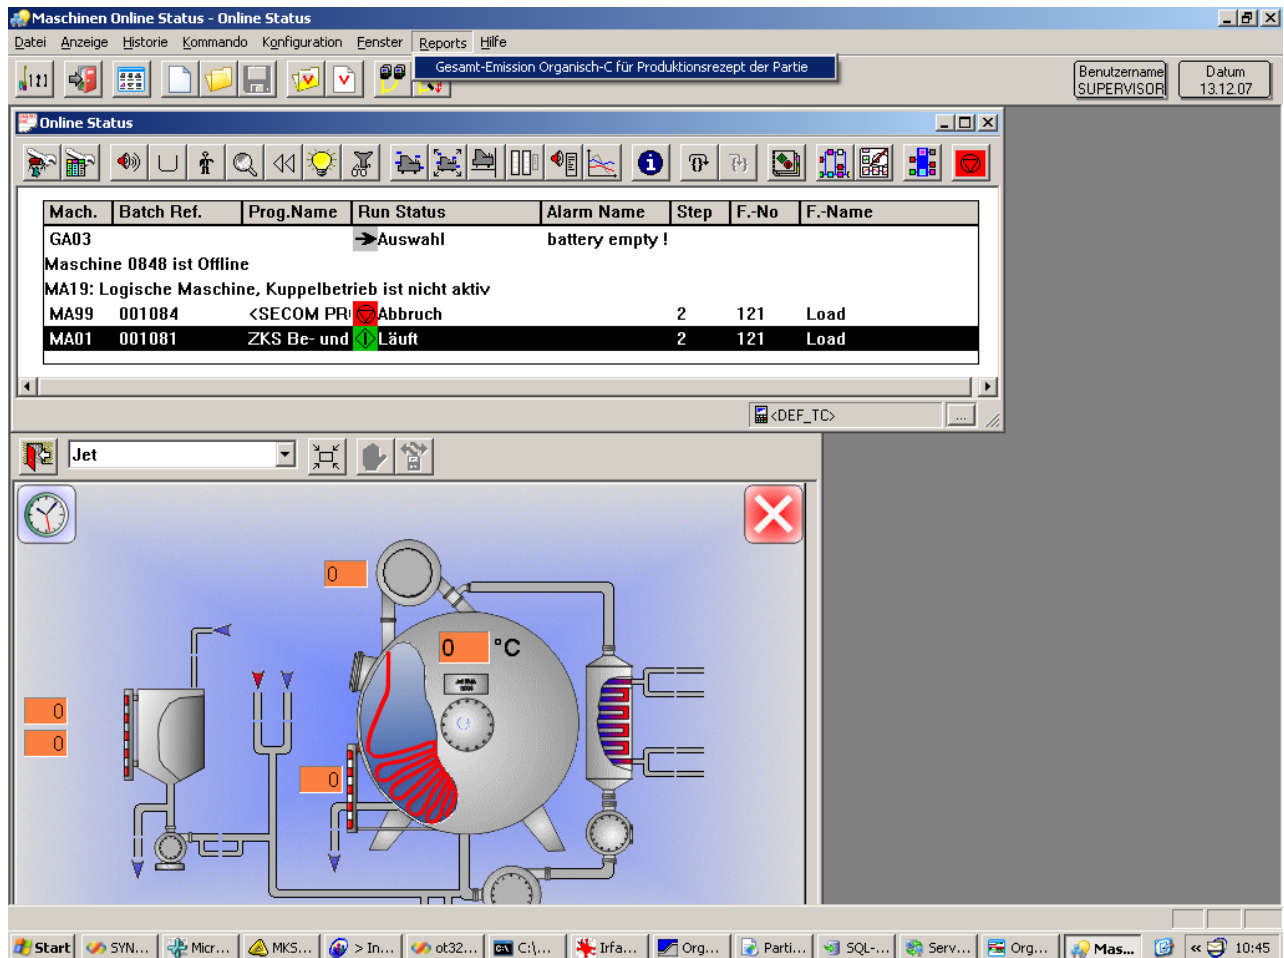 Maschinen Online Status - Online Status
Datei Anzeige Historie Kommando Konfiguration Fenster Reports Hilfe
Gesamt-Emission Organisch-C für Produktionsrezept der Partie
Benutzername
SUPERVISOR
Datum
13.12.07
Online Status
Mach. Batch Ref. Prog.Name Run Status Alarm Name Step F.-No F.-Name
GA03 Auswahl battery empty !
Maschine 0848 ist Offline
MA19: Logische Maschine, Kuppelbetrieb ist nicht aktiv
MA99 001084 <SECOM PR Abbruch 2 121 Load
MA01 001081 ZKS Be- und Läuft 2 121 Load
<DEF_TC> ...
Jet
0
0 °C
0
0
0
Start SYN... Micr... MKS... > In... ot32... C:\... Irfa... Org... Parti... SQL-... Serv... Org... Mas... « 10:45